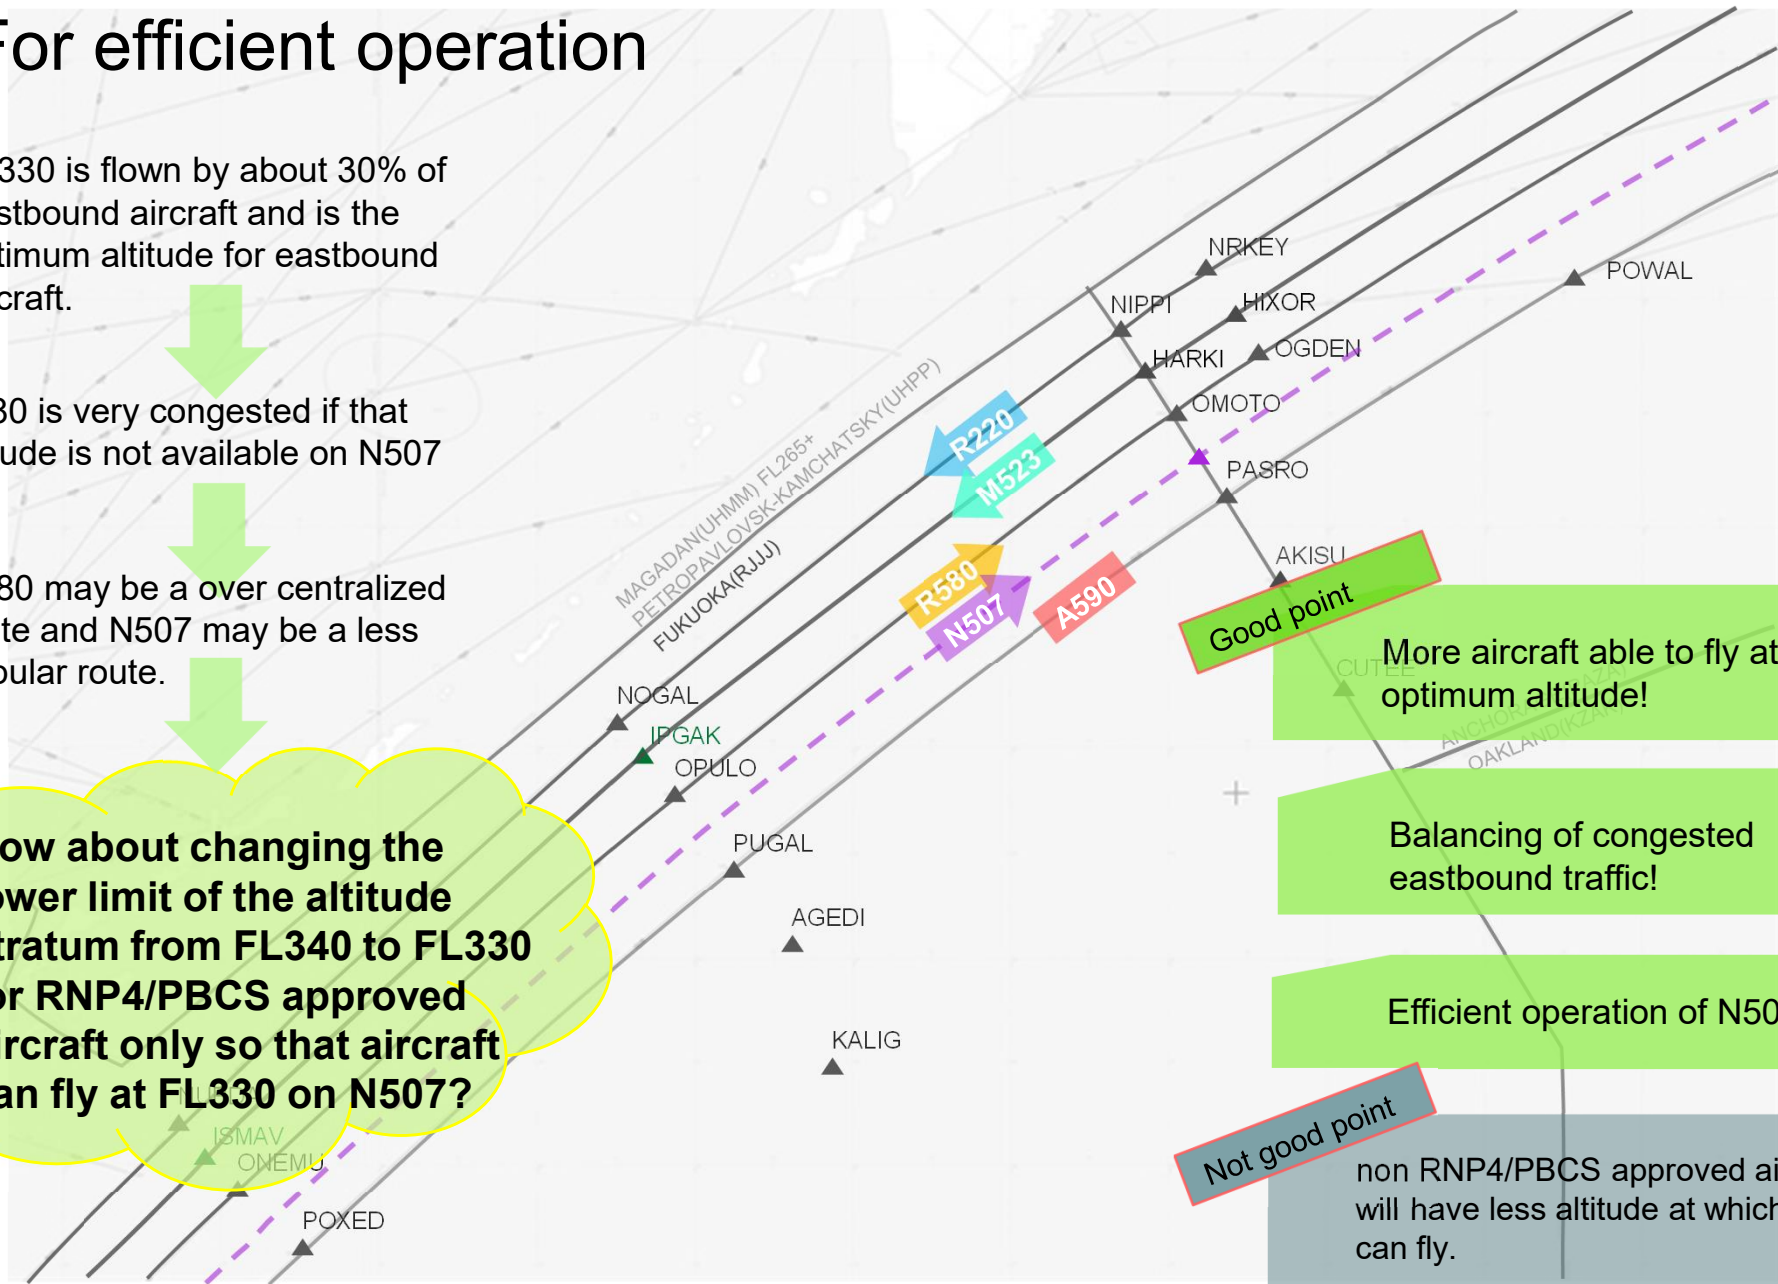 For efficient operation
330 is flown by about 30% of
stbound aircraft and is the
timum altitude for eastbound
craft.
30 is very congested if that
ude is not available on N507
80 may be a over centralized
te and N507 may be a less
pular route.
ow about changing the
ower limit of the altitude
tratum from FL340 to FL330
or RNP4/PBCS approved
ircraft only so that aircraft
an fly at FL330 on N507?
NRKEY
POWAL
NIPPI
HIXOR
HARKI
OGDEN
OMOTO
PASRO
AKISU
CUTEE
R220
M523
R580
N507
A590
MAGADAN(UHMM) FL265+
PETROPAVLOVSK-KAMCHATSKY(UHPP)
FUKUOKA(RJJJ)
NOGAL
IPGAK
OPULO
PUGAL
AGEDI
KALIG
ISMAV
ONEMU
POXED
Good point
More aircraft able to fly at
optimum altitude!
OAKLAND(KZAK)
Balancing of congested
eastbound traffic!
Efficient operation of N50
Not good point
non RNP4/PBCS approved ai
will have less altitude at which
can fly.